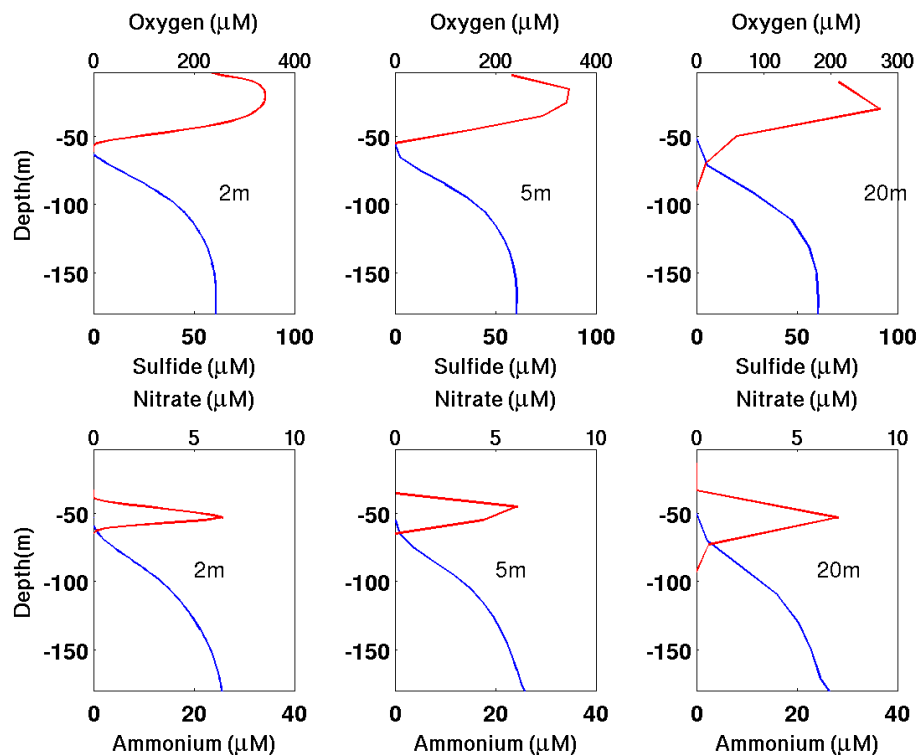 Oxygen (μM) Oxygen (μM) Oxygen (μM)
0 200 400 0 100 200 300 400 0 100 200 300
-50 -50 -50
Depth(m)
2m 5m 20m
-100 -100 -100
-150 -150 -150
0 50 100 0 50 100 0 50 100
Sulfide (μM) Sulfide (μM) Sulfide (μM)
Nitrate (μM) Nitrate (μM) Nitrate (μM)
0 5 10 0 5 10 0 5 10
-50 -50 -50
Depth(m)
2m 5m 20m
-100 -100 -100
-150 -150 -150
0 20 40 0 20 40 0 20 40
Ammonium (μM) Ammonium (μM) Ammonium (μM)